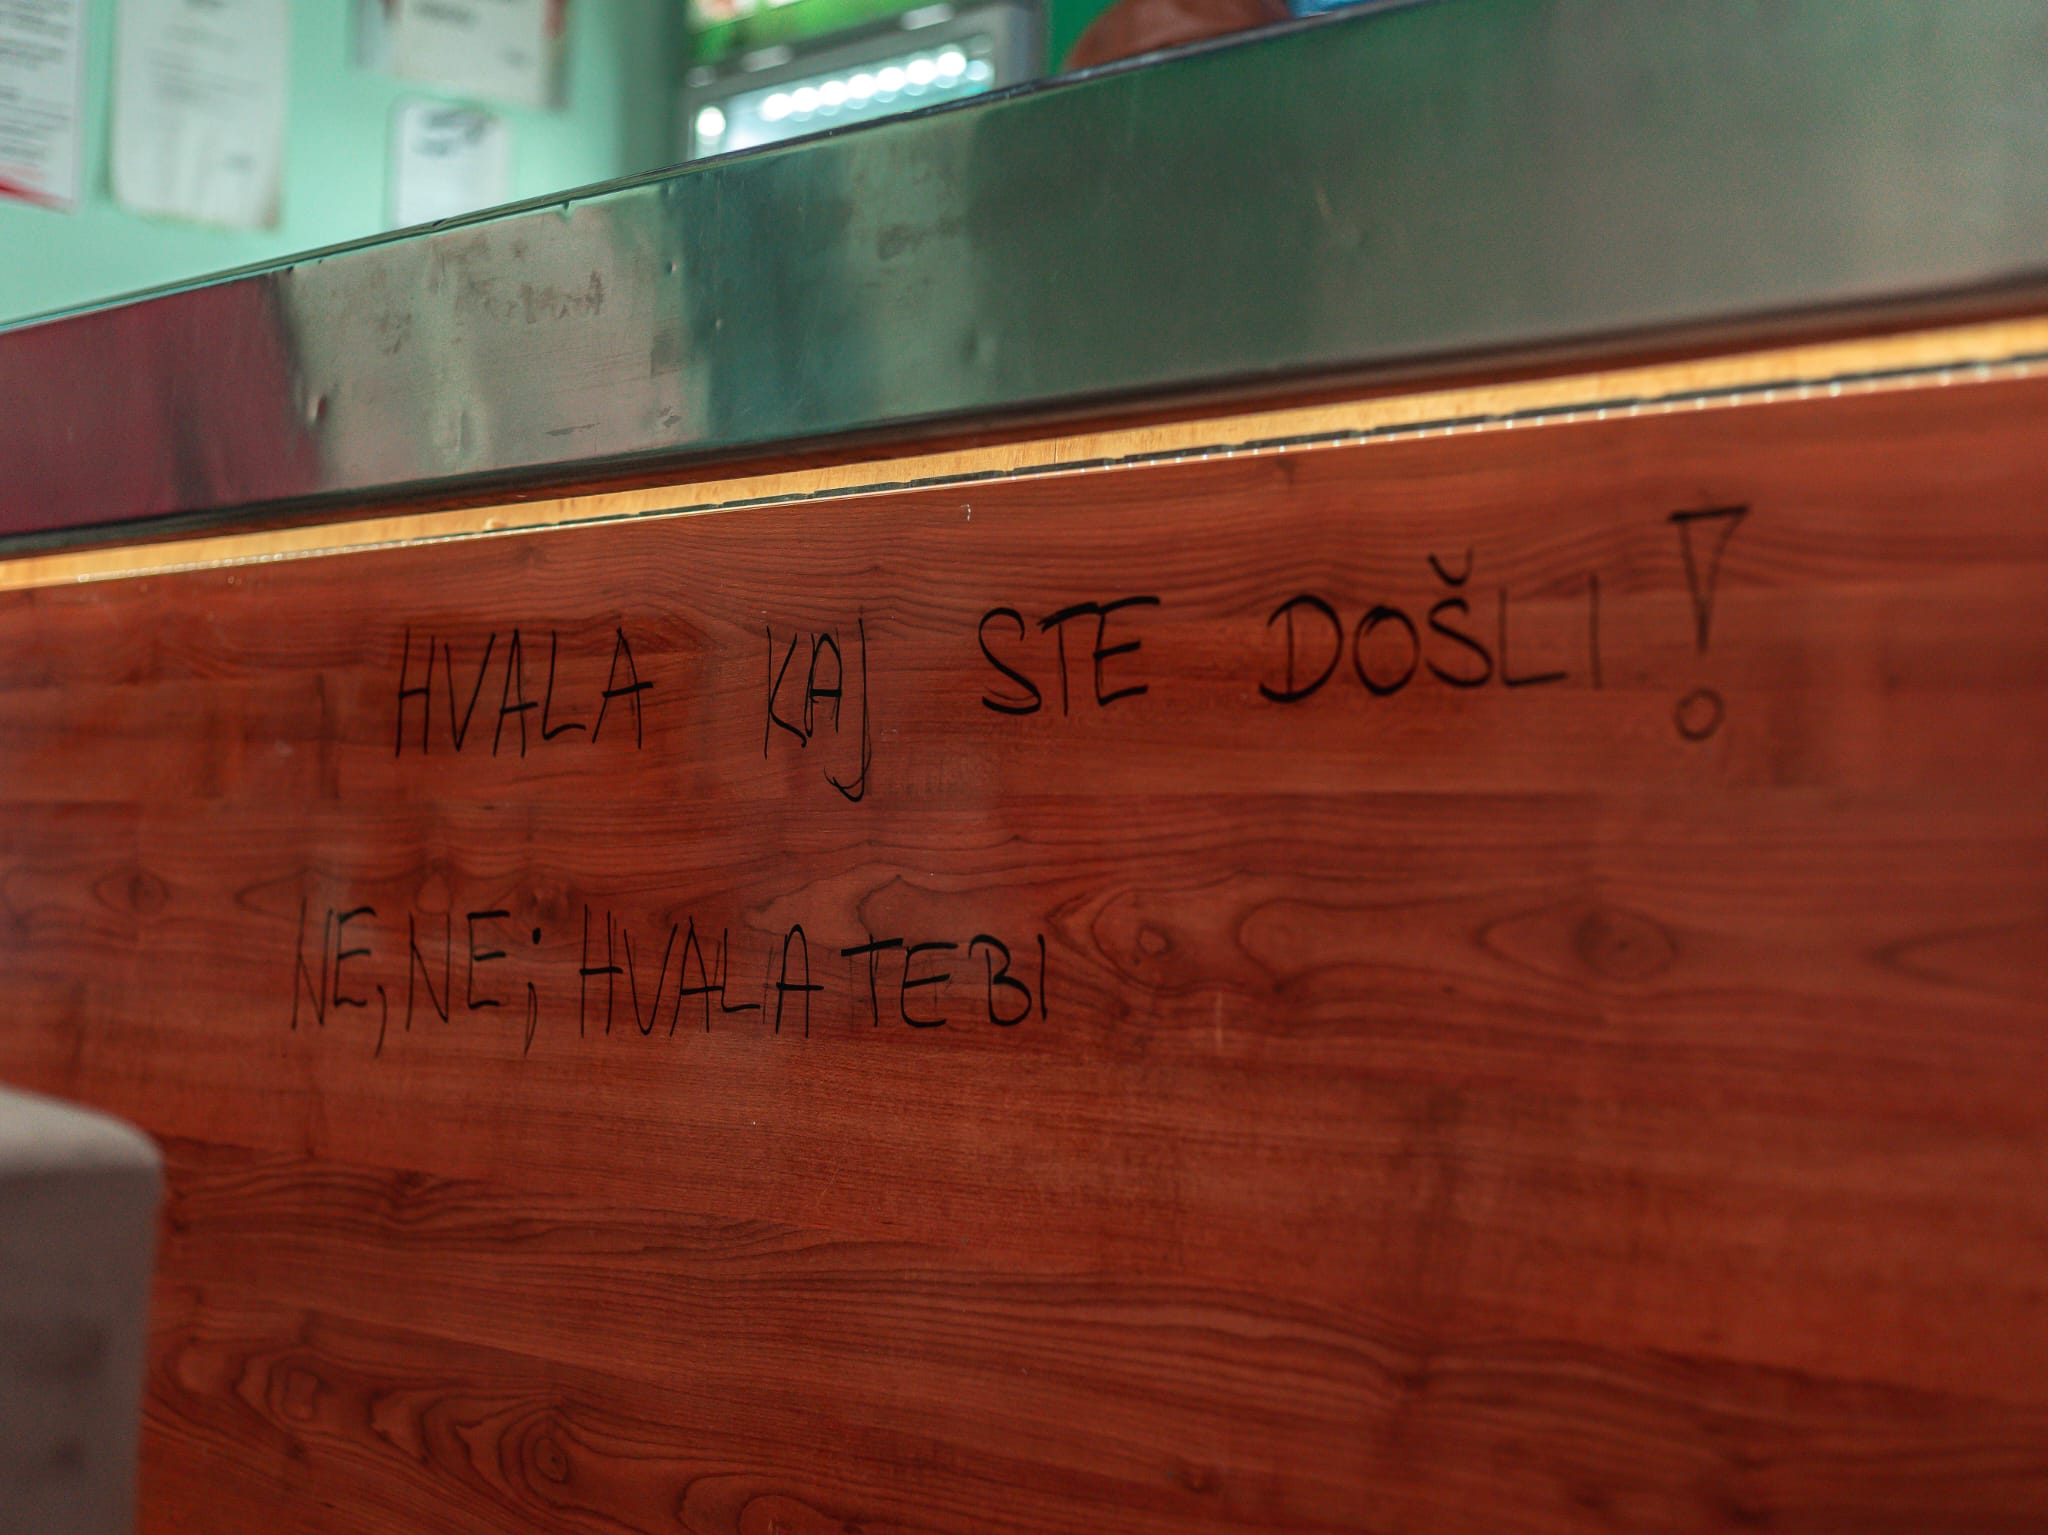 HVALA KAJ STE DOŠLI!
NE, NE; HVALA TEBI